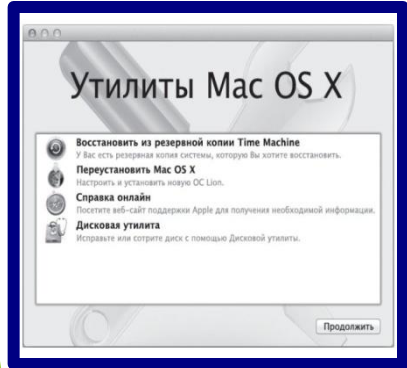 Утилиты Mac OS X
Восстановить из резервной копии Time Machine
У Вас есть резервная копия системы, которую Вы хотите восстановить.
Переустановить Mac OS X
Настроить и установить новую ОС Lion.
Справка онлайн
Посетите веб-сайт поддержки Apple для получения необходимой информации.
Дисковая утилита
Исправьте или сотрите диск с помощью Дисковой утилиты.
Продолжить